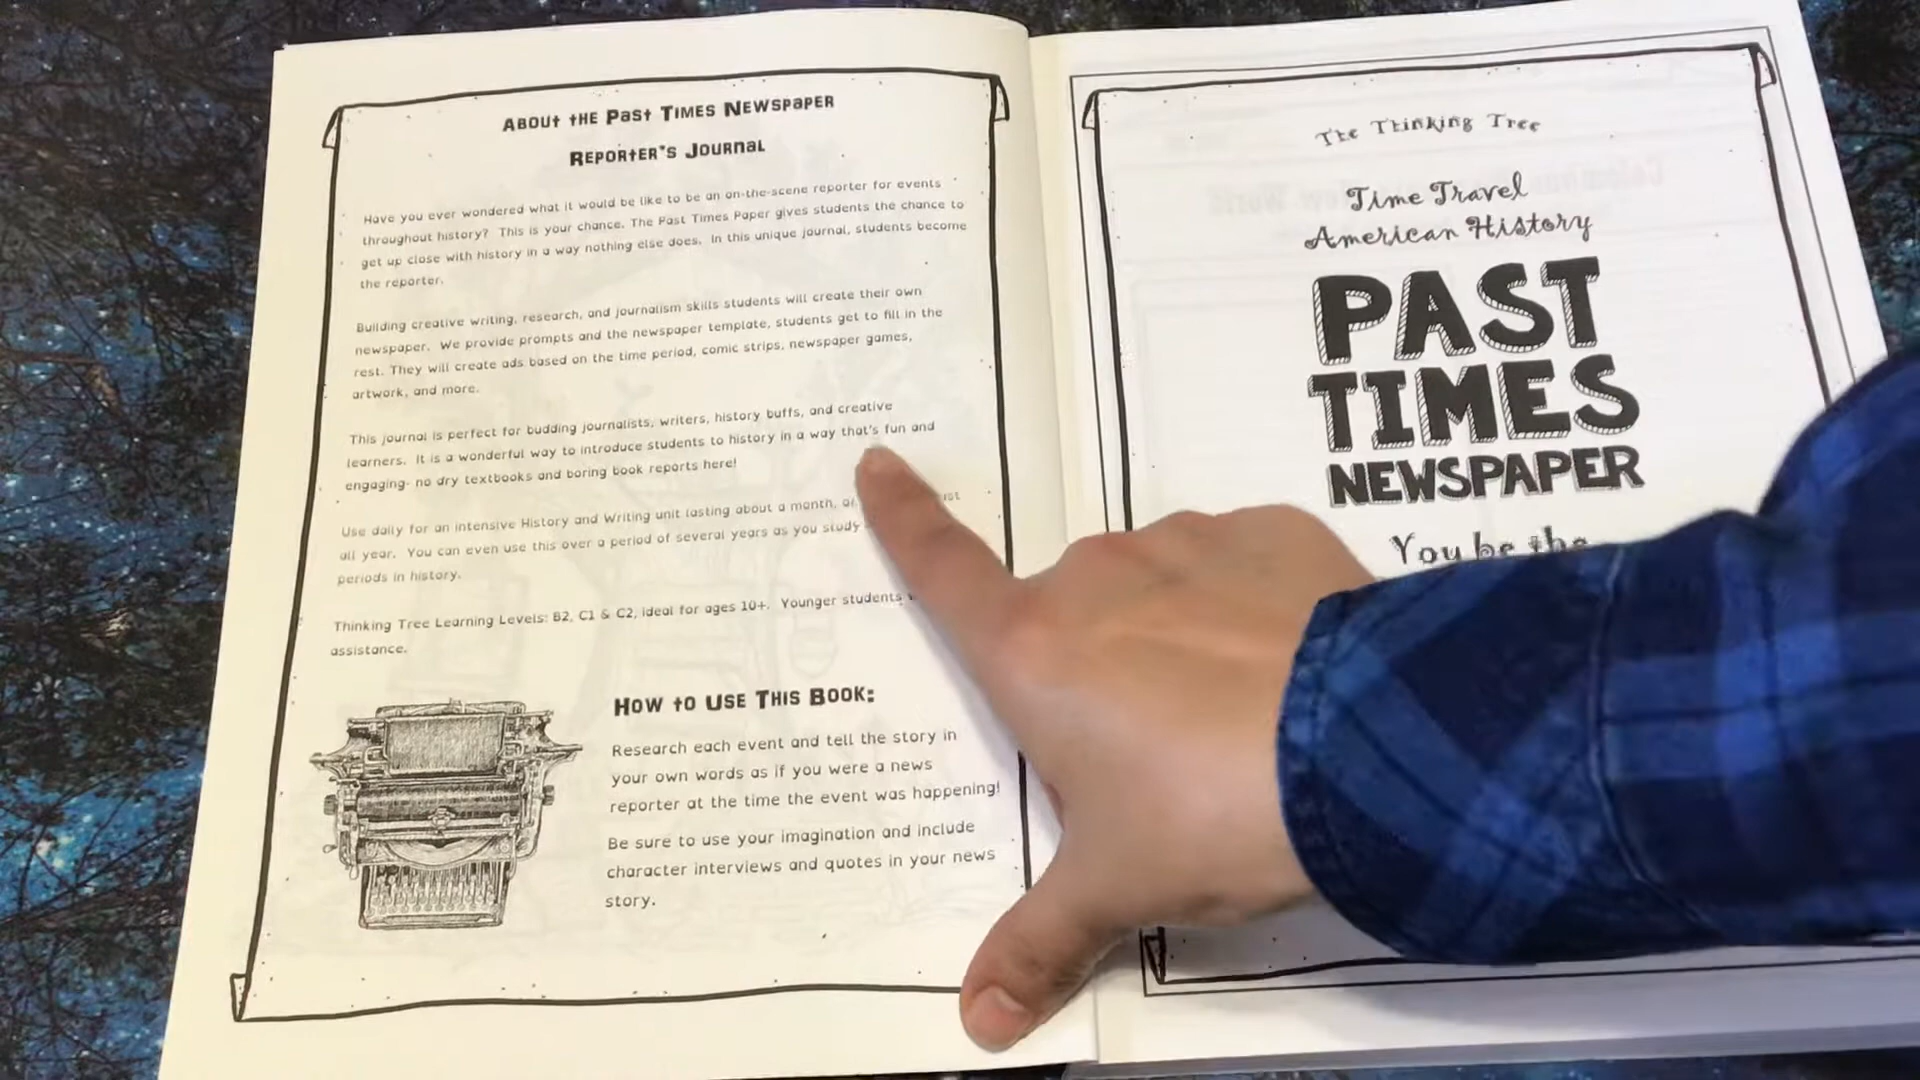 ABOUT THE PAST TIMES NEWSPAPER
REPORTER'S JOURNAL
Have you ever wondered what it would be like to be an on-the-scene reporter for events
throughout history? This is your chance. The Past Times Paper gives students the chance to
get up close with history in a way nothing else does. In this unique journal, students become
the reporter.
Building creative writing, research, and journalism skills students will create their own
newspaper. We provide prompts and the newspaper template, students get to fill in the
rest. They will create ads based on the time period, comic strips, newspaper games,
artwork, and more.
This journal is perfect for budding journalists, writers, history buffs, and creative
learners. It is a wonderful way to introduce students to history in a way that's fun and
engaging- no dry textbooks and boring book reports here!
Use daily for an intensive History and Writing unit lasting about a month,
all year. You can even use this over a period of several years as you study
periods in history.
Thinking Tree Learning Levels: B2, C1 & C2, ideal for ages 10+. Younger students
assistance.
HOW TO USE THIS BOOK:
Research each event and tell the story in
your own words as if you were a news
reporter at the time the event was happening!
Be sure to use your imagination and include
character interviews and quotes in your news
story.
The Thinking Tree
Time Travel
American History
PAST
TIMES
NEWSPAPER
You be the